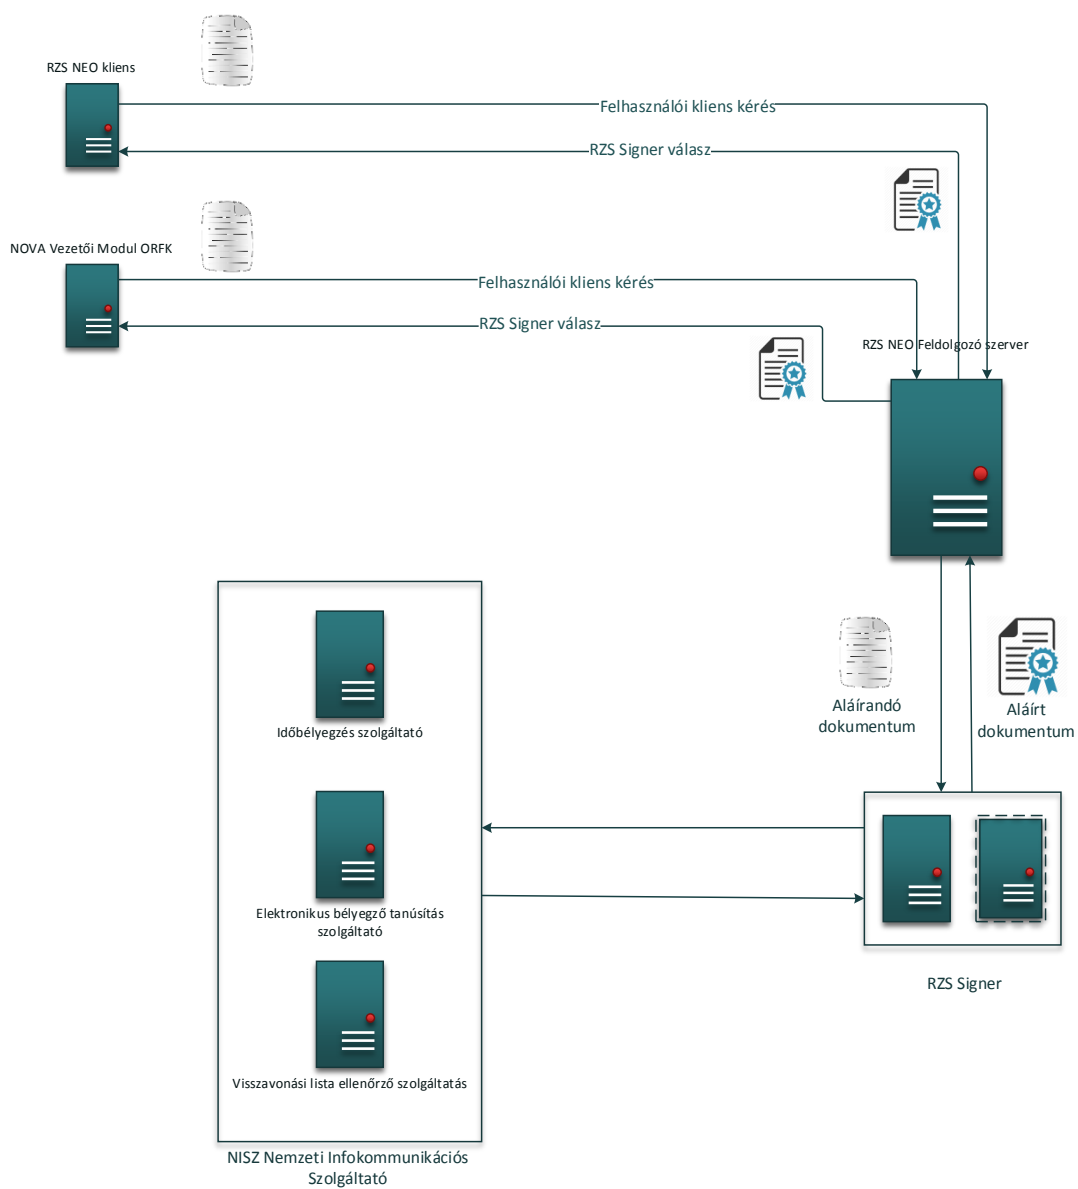 RZS NEO kliens
Felhasználói kliens kérés
RZS Signer válasz
NOVA Vezetői Modul ORFK
Felhasználói kliens kérés
RZS Signer válasz
RZS NEO Feldolgozó szerver
Aláírandó
dokumentum
Aláírt
dokumentum
Időbélyegzés szolgáltató
Elektronikus bélyegző tanúsítás
szolgáltató
Visszavonási lista ellenőrző szolgáltatás
RZS Signer
NISZ Nemzeti Infokommunikációs
Szolgáltató